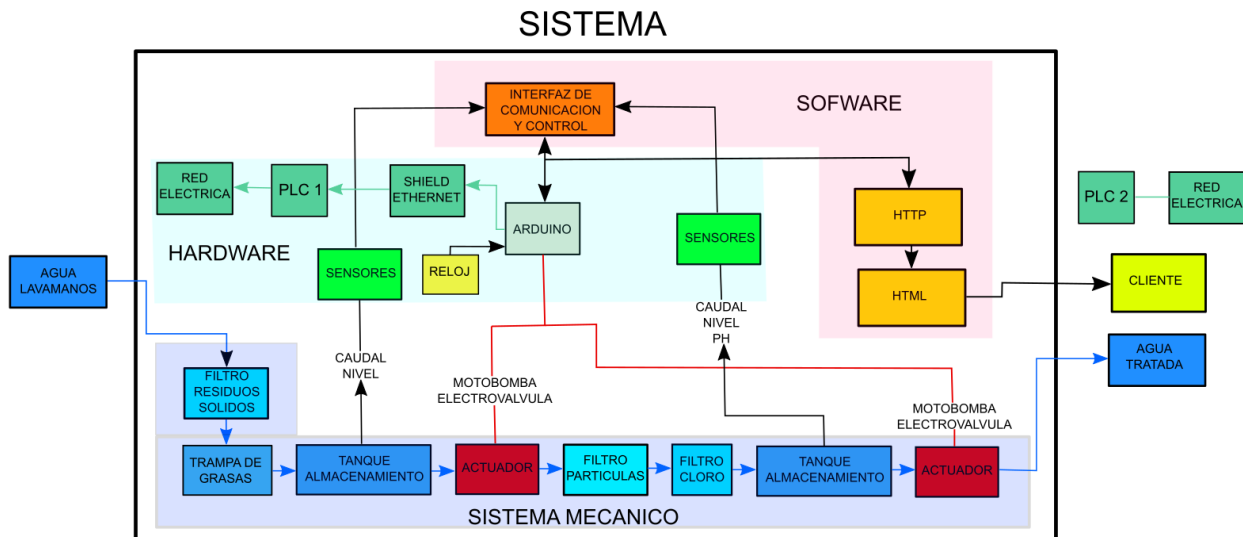 SISTEMA
INTERFAZ DE
COMUNICACION
Y CONTROL
SOFWARE
RED
ELECTRICA
PLC 1
SHIELD
ETHERNET
ARDUINO
SENSORES
HTTP
PLC 2
RED
ELECTRICA
HARDWARE
SENSORES
RELOJ
HTML
AGUA
LAVAMANOS
CLIENTE
CAUDAL
NIVEL
CAUDAL
NIVEL
PH
AGUA
TRATADA
FILTRO
RESIDUOS
SOLIDOS
MOTOBOMBA
ELECTROVALVULA
MOTOBOMBA
ELECTROVALVULA
TRAMPA DE
GRASAS
TANQUE
ALMACENAMIENTO
ACTUADOR
FILTRO
PARTICULAS
FILTRO
CLORO
TANQUE
ALMACENAMIENTO
ACTUADOR
SISTEMA MECANICO